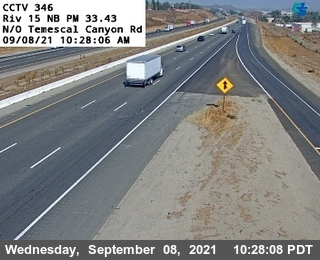 CCTV 346
Riv 15 NB PM 33.43
N/O Temescal Canyon Rd
09/08/21 10:28:06 AM
Wednesday, September 08, 2021 10:28:08 PDT